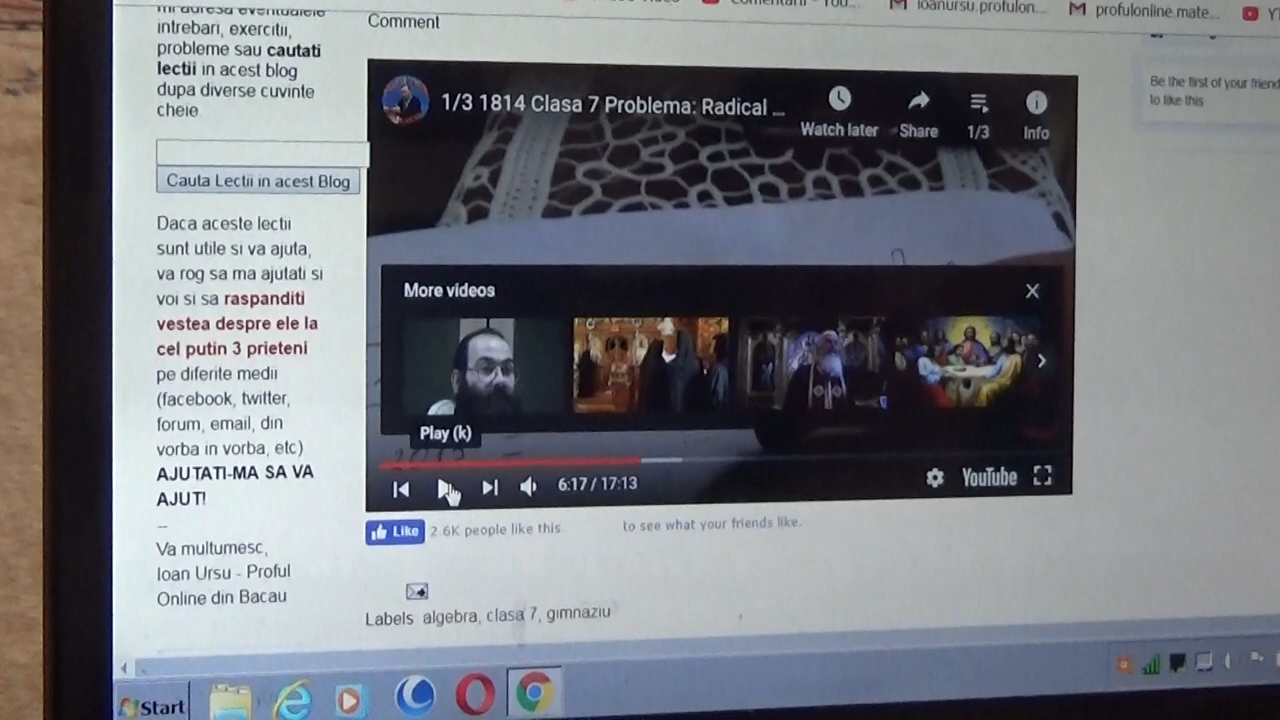 mi adresa eventualele
intrebari, exercitii,
probleme sau cautati
lectii in acest blog
dupa diverse cuvinte
cheie
Cauta Lectii in acest Blog
Daca aceste lectii
sunt utile si va ajuta,
va rog sa ma ajutati si
voi si sa raspanditi
vestea despre ele la
cel putin 3 prieteni
pe diferite medii
(facebook, twitter,
forum, email, din
vorba in vorba, etc)
AJUTATI-MA SA VA
AJUT!
--
Va multumesc,
Ioan Ursu - Proful
Online din Bacau
Comment
Comentarii - You...
ioanursu.profulon...
profulonline.mate...
Be the first of your friend
to like this
1/3 1814 Clasa 7 Problema: Radical ...
Watch later
Share
1/3
Info
More videos
Play (k)
6:17 / 17:13
YouTube
Like
2.6K people like this.
to see what your friends like.
Labels algebra, clasa 7, gimnaziu
Start